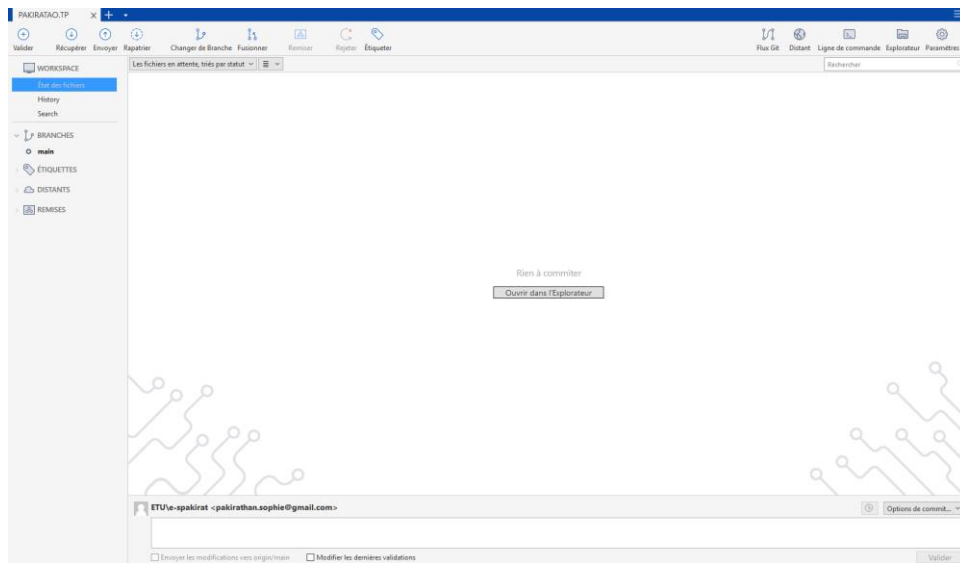 PAKIRATAO.TP
Valider Récupérer Envoyer Rapatrier Changer de Branche Fusionner Remiser Rejeter Étiqueter Flux Git Distant Ligne de commande Explorateur Paramètres
WORKSPACE
Les fichiers en attente, triés par statut
Rechercher
État des fichiers
History
Search
BRANCHES
main
ÉTIQUETTES
DISTANTS
REMISES
Rien à commiter
Ouvrir dans l'Explorateur
ETU\e-spakirat <pakirathan.sophie@gmail.com>
Options de commit...
Envoyer les modifications vers origin/main Modifier les dernières validations
Valider